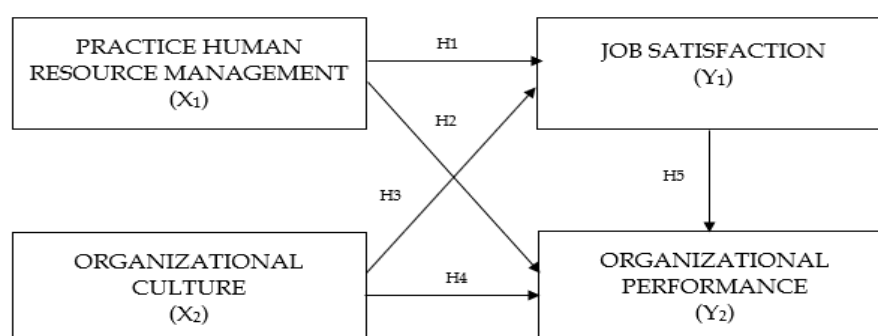 PRACTICE HUMAN
RESOURCE MANAGEMENT
(X₁)
H1
JOB SATISFACTION
(Y₁)
H2
H3
H5
ORGANIZATIONAL
CULTURE
(X₂)
H4
ORGANIZATIONAL
PERFORMANCE
(Y₂)